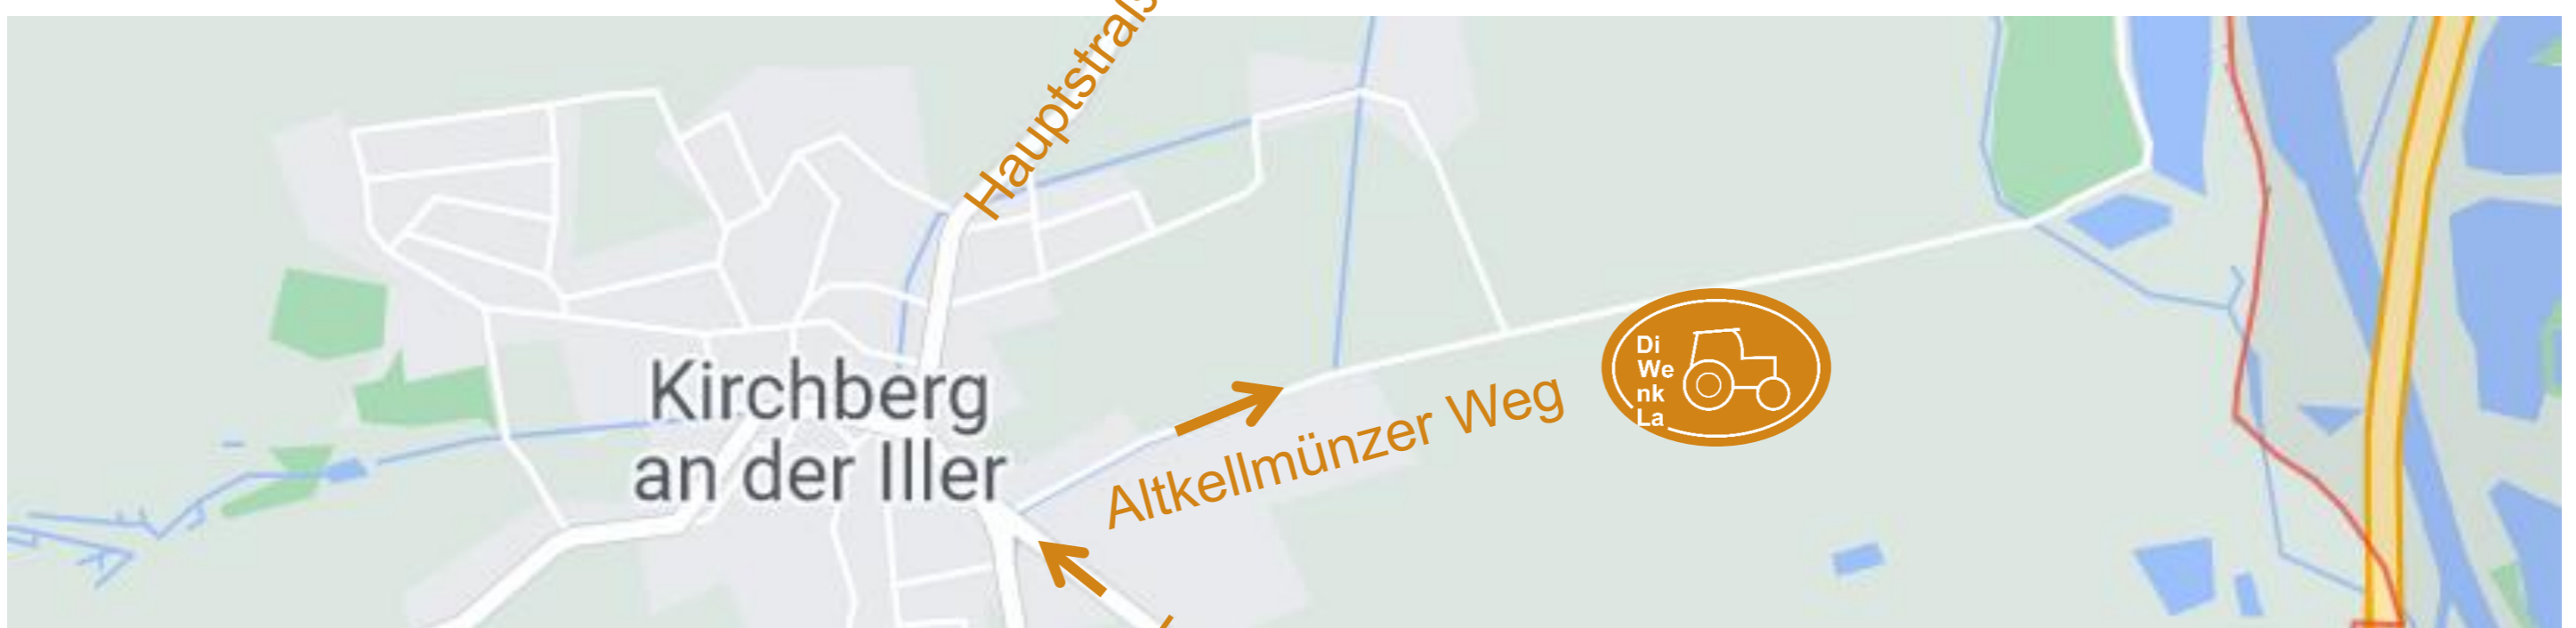 Hauptstraß
Kirchberg
an der Iller
Altkellmünzer Weg
Di
We
nk
La